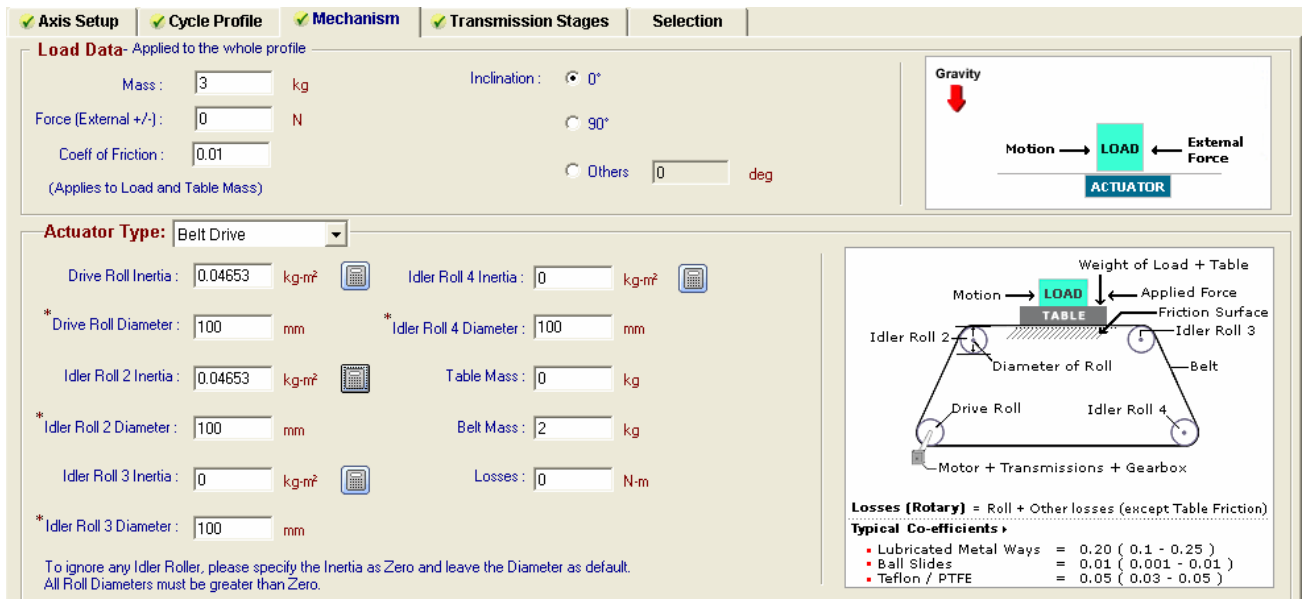 Axis Setup
Cycle Profile
Mechanism
Transmission Stages
Selection
Load Data- Applied to the whole profile
Mass : 3 kg
Force (External +/-) : 0 N
Coeff of Friction : 0.01
(Applies to Load and Table Mass)
Inclination : 0°
90°
Others 0 deg
Gravity
Motion LOAD External
Force
ACTUATOR
Actuator Type: Belt Drive
Drive Roll Inertia : 0.04653 kg-m²
*Drive Roll Diameter : 100 mm
Idler Roll 2 Inertia : 0.04653 kg-m²
*Idler Roll 2 Diameter : 100 mm
Idler Roll 3 Inertia : 0 kg-m²
*Idler Roll 3 Diameter : 100 mm
Idler Roll 4 Inertia : 0 kg-m²
*Idler Roll 4 Diameter : 100 mm
Table Mass : 0 kg
Belt Mass : 2 kg
Losses : 0 N-m
To ignore any Idler Roller, please specify the Inertia as Zero and leave the Diameter as default.
All Roll Diameters must be greater than Zero.
Weight of Load + Table
Motion LOAD Applied Force
TABLE Friction Surface
Idler Roll 2 Idler Roll 3
Diameter of Roll Belt
Drive Roll Idler Roll 4
Motor + Transmissions + Gearbox
Losses (Rotary) = Roll + Other losses (except Table Friction)
Typical Co-efficients
Lubricated Metal Ways = 0.20 ( 0.1 - 0.25 )
Ball Slides = 0.01 ( 0.001 - 0.01 )
Teflon / PTFE = 0.05 ( 0.03 - 0.05 )